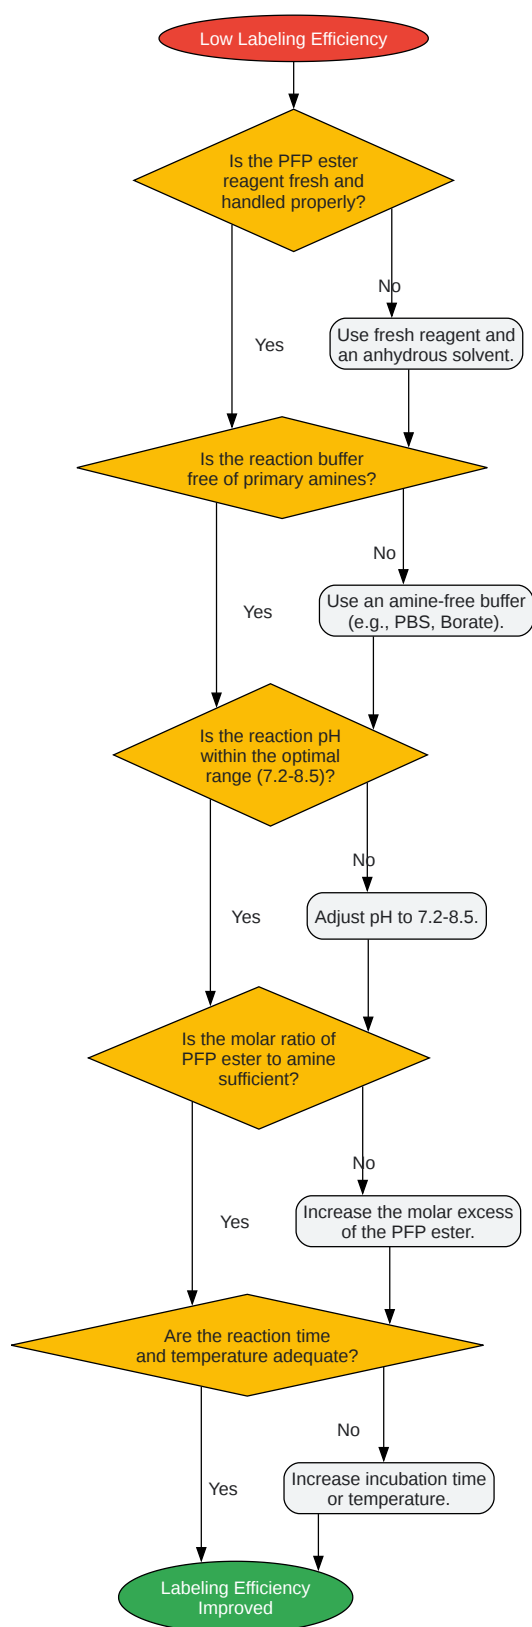 Low Labeling Efficiency
Is the PFP ester
reagent fresh and
handled properly?
No
Yes
Use fresh reagent and
an anhydrous solvent.
Is the reaction buffer
free of primary amines?
No
Yes
Use an amine-free buffer
(e.g., PBS, Borate).
Is the reaction pH
within the optimal
range (7.2-8.5)?
No
Yes
Adjust pH to 7.2-8.5.
Is the molar ratio of
PFP ester to amine
sufficient?
No
Yes
Increase the molar excess
of the PFP ester.
Are the reaction time
and temperature adequate?
No
Yes
Increase incubation time
or temperature.
Labeling Efficiency
Improved